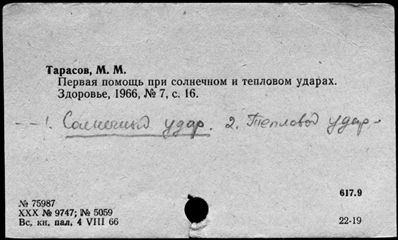 Тарасов, М. М.
Первая помощь при солнечном и тепловом ударах.
Здоровье, 1966, № 7, с. 16.
1. Солнечный удар. 2. Тепловой удар
617.9
№ 75987
XXX № 9747; № 5059
Вс. кн. пал. 4 VIII 66
22-19